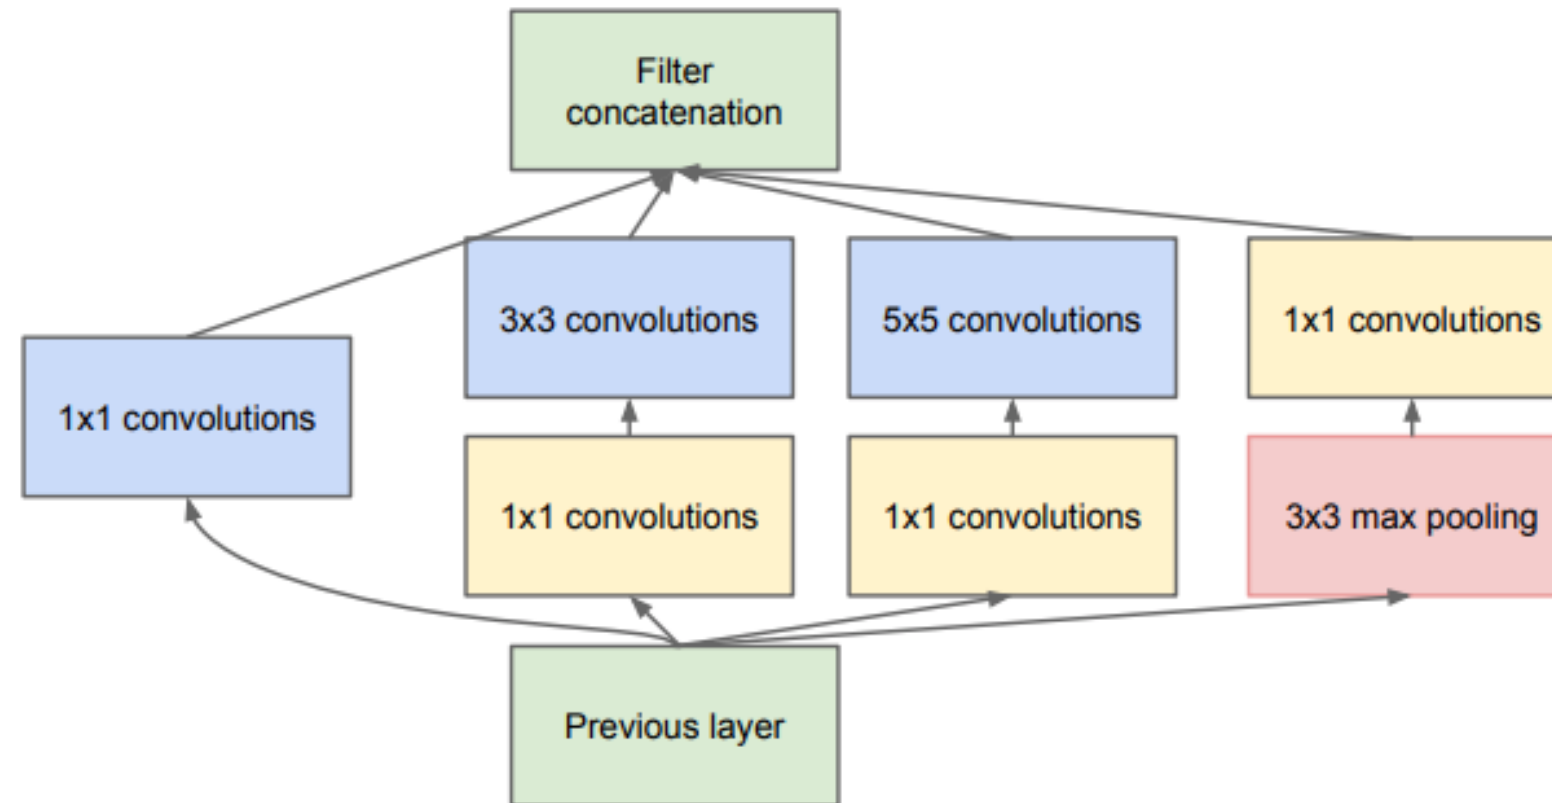 Filter
concatenation
3x3 convolutions
5x5 convolutions
1x1 convolutions
1x1 convolutions
1x1 convolutions
1x1 convolutions
3x3 max pooling
Previous layer